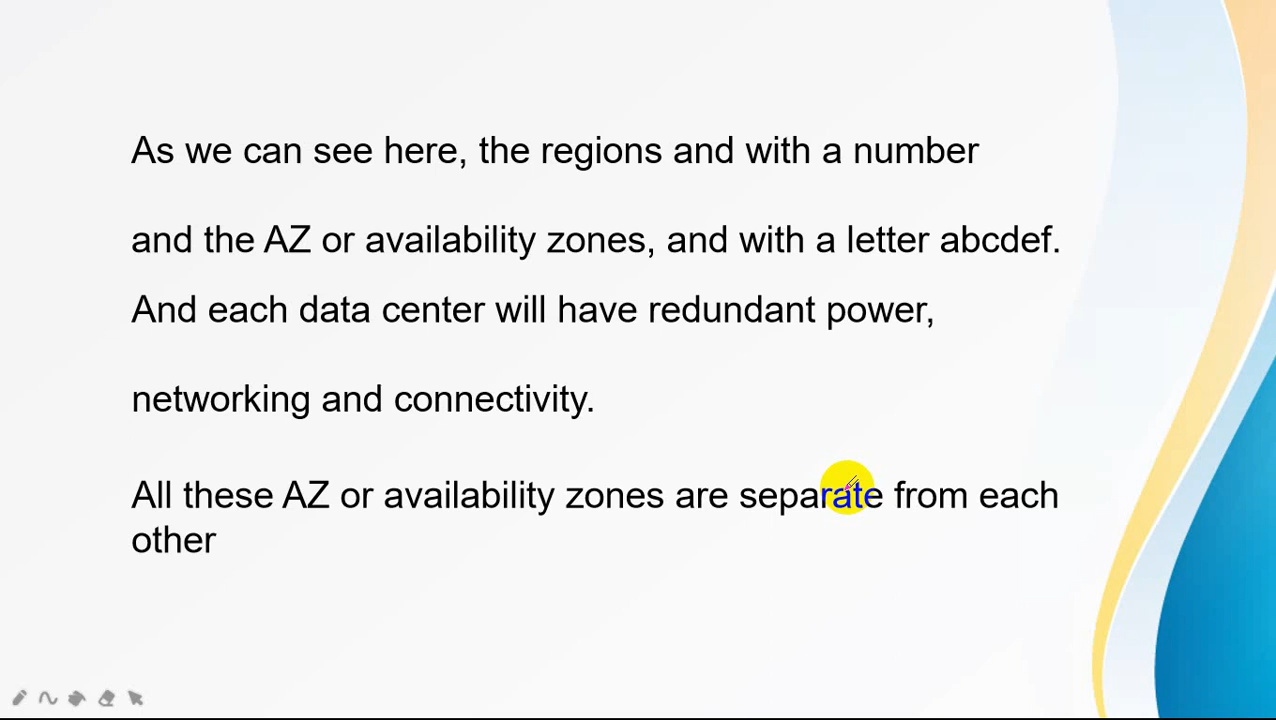 As we can see here, the regions and with a number
and the AZ or availability zones, and with a letter abcdef.
And each data center will have redundant power,
networking and connectivity.
All these AZ or availability zones are separate from each
other